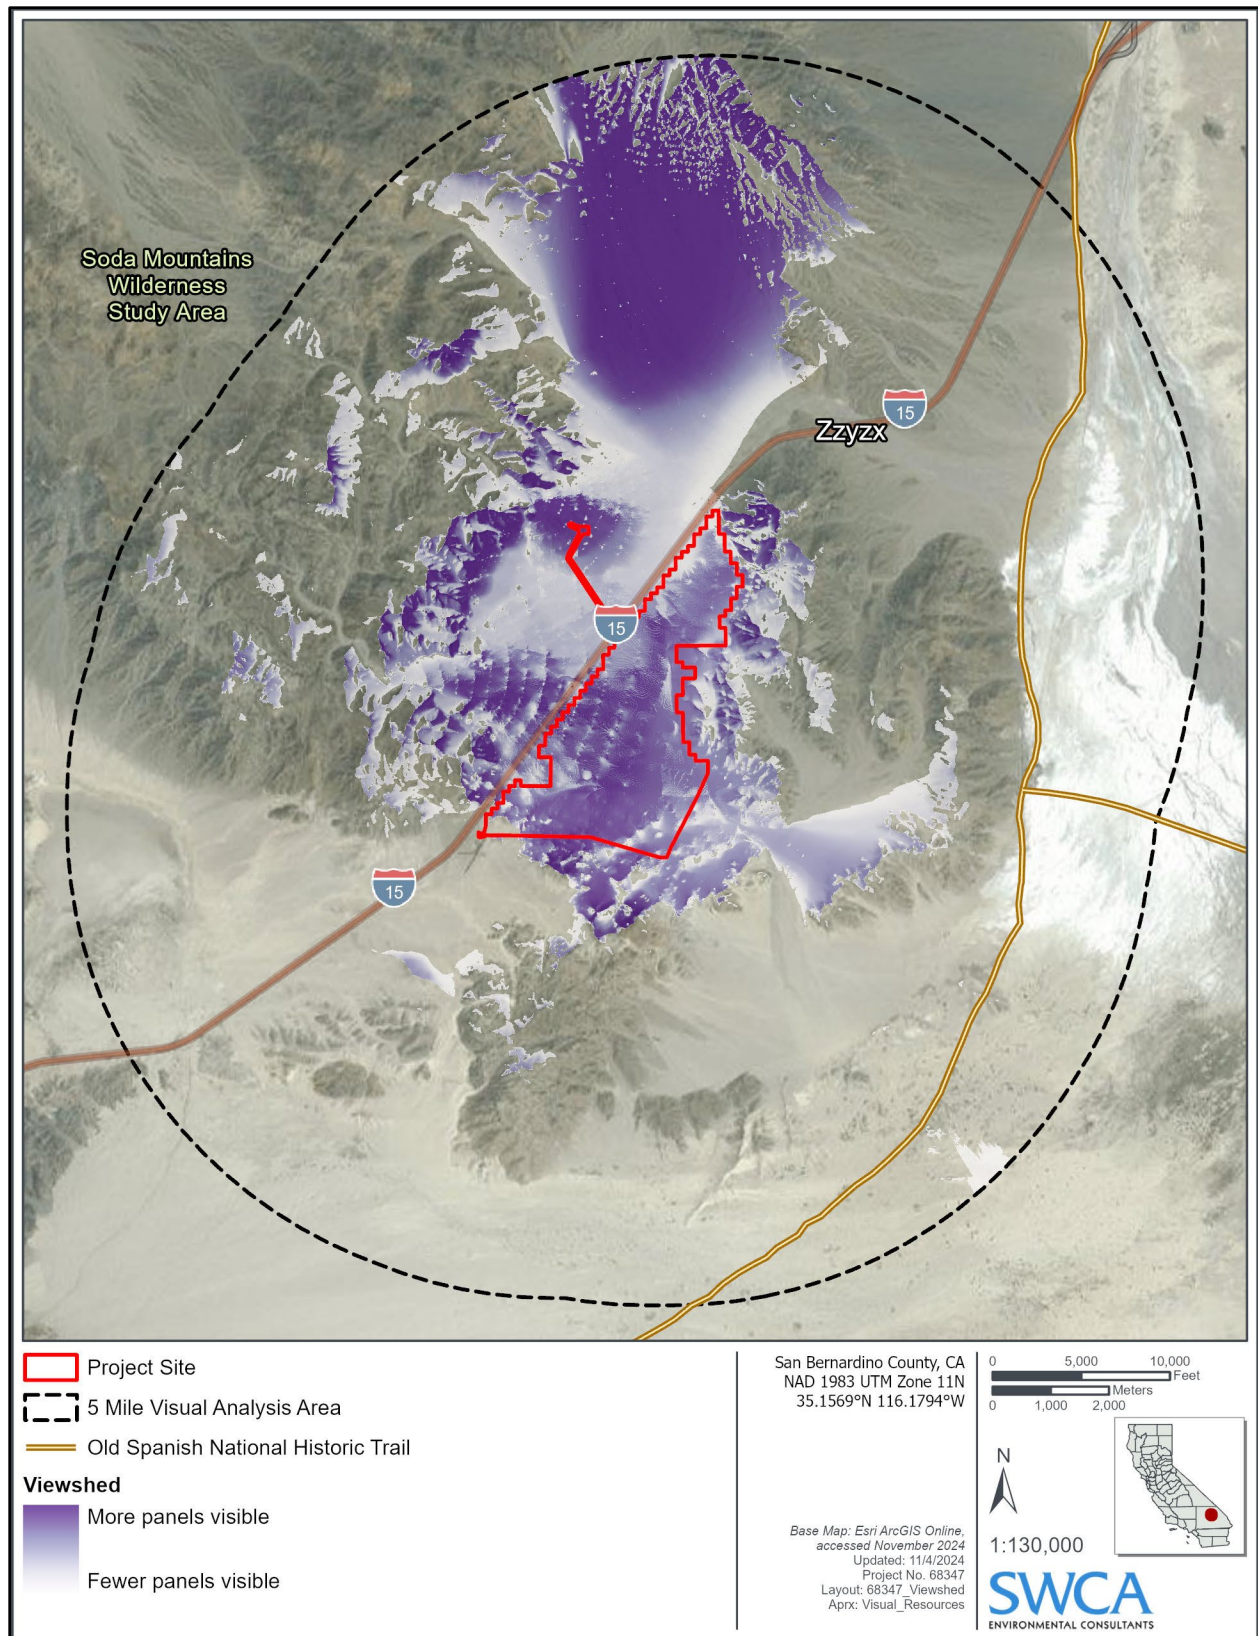 Soda Mountains
Wilderness
Study Area
15
Zzyzx
15
15
Project Site
5 Mile Visual Analysis Area
Old Spanish National Historic Trail
Viewshed
More panels visible
Fewer panels visible
San Bernardino County, CA
NAD 1983 UTM Zone 11N
35.1569°N 116.1794°W
Base Map: Esri ArcGIS Online,
accessed November 2024
Updated: 11/4/2024
Project No. 68347
Layout: 68347_Viewshed
Aprx: Visual_Resources
0 5,000 10,000
Feet
Meters
0 1,000 2,000
N
1:130,000
SWCA
ENVIRONMENTAL CONSULTANTS